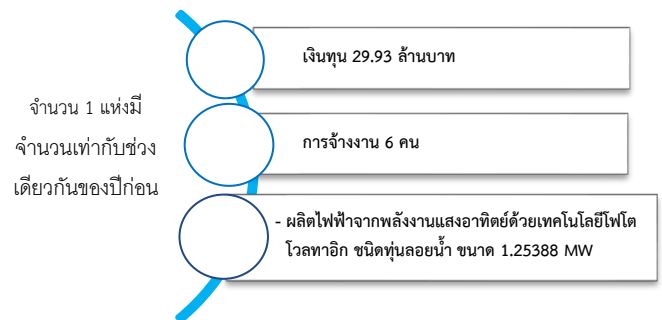 จำนวน 1 แห่งมี
จำนวนเท่ากับช่วง
เดียวกันของปีก่อน
เงินทุน 29.93 ล้านบาท
การจ้างงาน 6 คน
- ผลิตไฟฟ้าจากพลังงานแสงอาทิตย์ด้วยเทคโนโลยีโฟโต
โวลทาอิก ชนิดทุ่นลอยน้ำ ขนาด 1.25388 MW